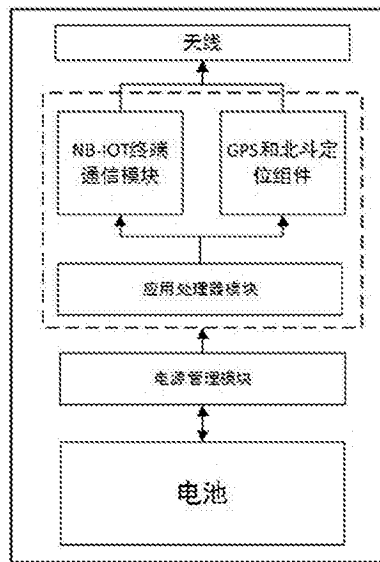 天线
NB-IOT终端
通信模块
GPS和北斗定
位组件
应用处理器模块
电源管理模块
电池